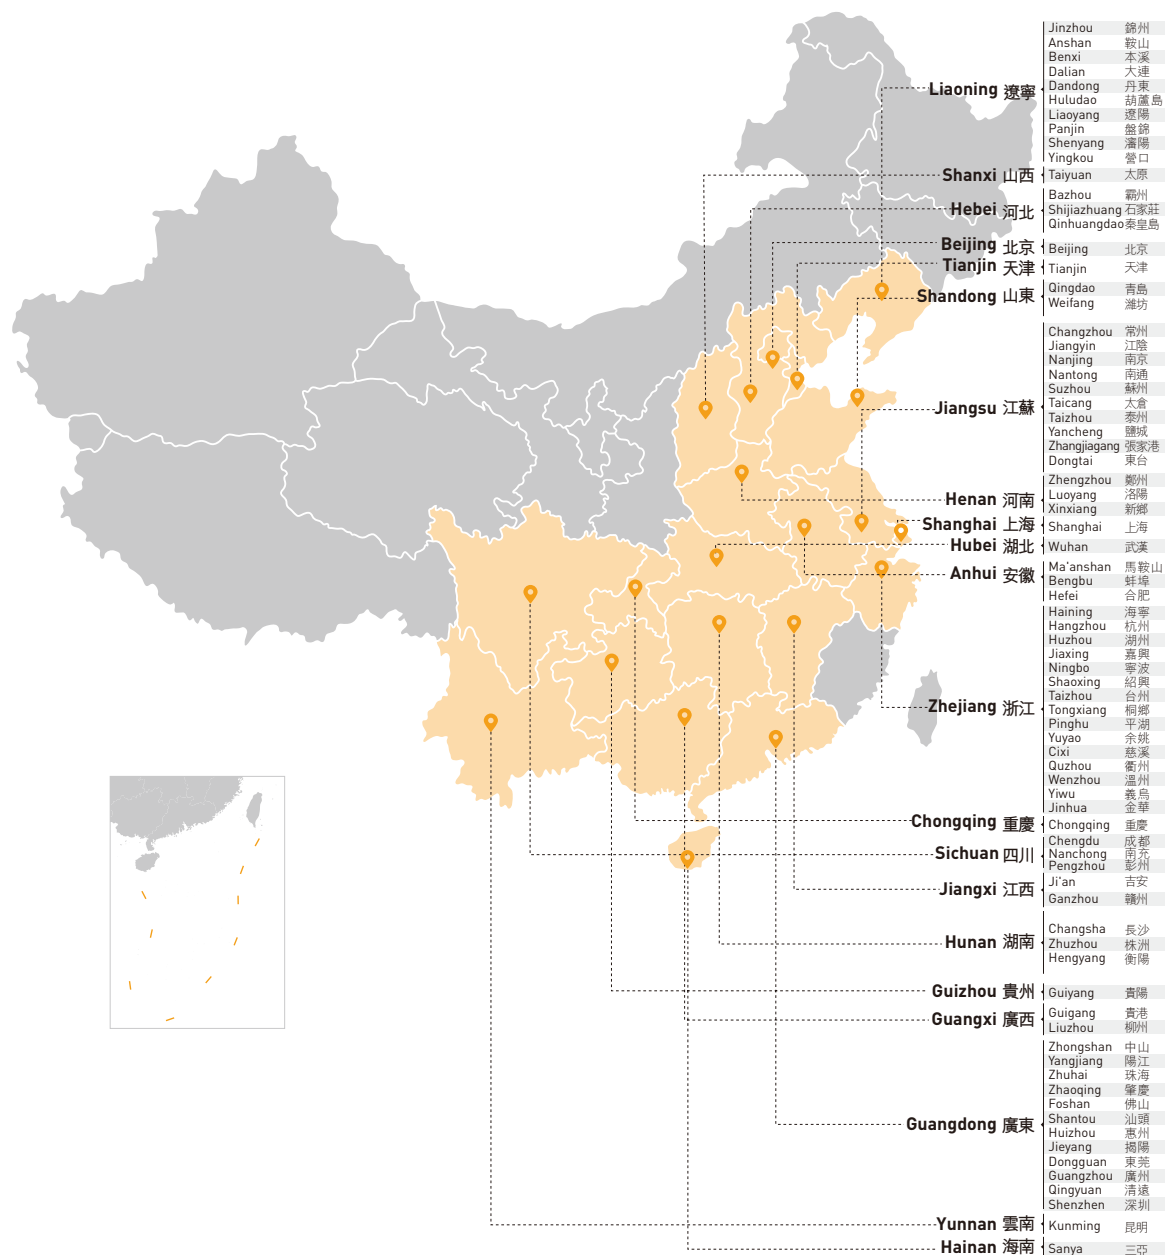 Liaoning 遼寧
Jinzhou 錦州
Anshan 鞍山
Benxi 本溪
Dalian 大連
Dandong 丹東
Huludao 葫蘆島
Liaoyang 遼陽
Panjin 盤錦
Shenyang 瀋陽
Yingkou 營口
Shanxi 山西
Taiyuan 太原
Hebei 河北
Bazhou 霸州
Shijiazhuang 石家莊
Qinhuangdao 秦皇島
Beijing 北京
Beijing 北京
Tianjin 天津
Tianjin 天津
Shandong 山東
Qingdao 青島
Weifang 濰坊
Jiangsu 江蘇
Changzhou 常州
Jiangyin 江陰
Nanjing 南京
Nantong 南通
Suzhou 蘇州
Taicang 太倉
Taizhou 泰州
Yancheng 鹽城
Zhangjiagang 張家港
Dongtai 東台
Henan 河南
Zhengzhou 鄭州
Luoyang 洛陽
Xinxiang 新鄉
Shanghai 上海
Shanghai 上海
Hubei 湖北
Wuhan 武漢
Anhui 安徽
Ma'anshan 馬鞍山
Bengbu 蚌埠
Hefei 合肥
Zhejiang 浙江
Haining 海寧
Hangzhou 杭州
Huzhou 湖州
Jiaxing 嘉興
Ningbo 寧波
Shaoxing 紹興
Taizhou 台州
Tongxiang 桐鄉
Pinghu 平湖
Yuyao 余姚
Cixi 慈溪
Quzhou 衢州
Wenzhou 溫州
Yiwu 義烏
Jinhua 金華
Chongqing 重慶
Chongqing 重慶
Sichuan 四川
Chengdu 成都
Nanchong 南充
Pengzhou 彭州
Jiangxi 江西
Ji'an 吉安
Ganzhou 贛州
Hunan 湖南
Changsha 長沙
Zhuzhou 株洲
Hengyang 衡陽
Guizhou 貴州
Guiyang 貴陽
Guangxi 廣西
Guigang 貴港
Liuzhou 柳州
Guangdong 廣東
Zhongshan 中山
Yangjiang 陽江
Zhuhai 珠海
Zhaoqing 肇慶
Foshan 佛山
Shantou 汕頭
Huizhou 惠州
Jieyang 揭陽
Dongguan 東莞
Guangzhou 廣州
Qingyuan 清遠
Shenzhen 深圳
Yunnan 雲南
Kunming 昆明
Hainan 海南
Sanya 三亞